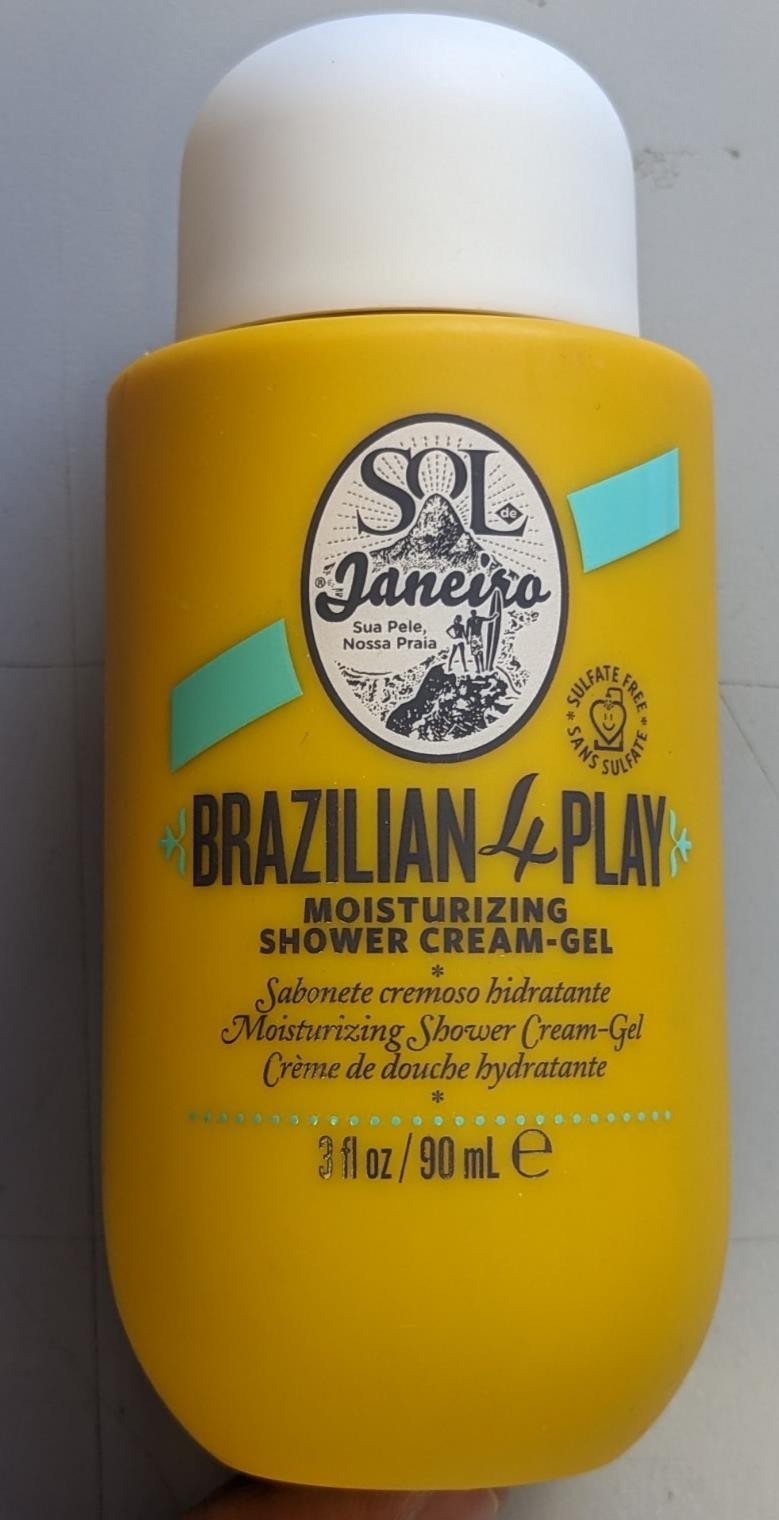 SOL de
®Janeiro
Sua Pele,
Nossa Praia
SULFATE FREE
SANS SULFATE
BRAZILIAN 4 PLAY
MOISTURIZING
SHOWER CREAM-GEL
*
Sabonete cremoso hidratante
Moisturizing Shower Cream-Gel
Crème de douche hydratante
*
3 fl oz / 90 mL ℮